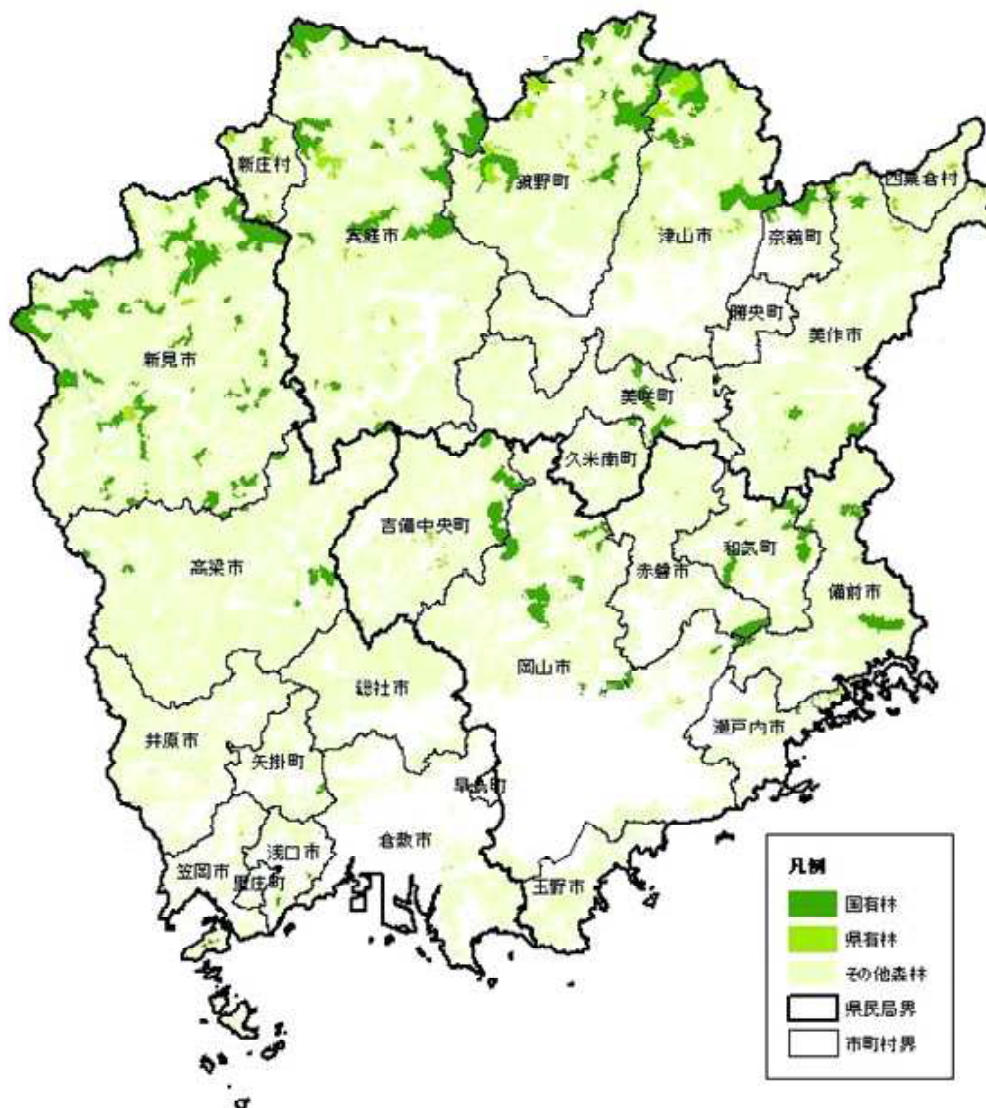 新庄村
鏡野町
西粟倉村
真庭市
津山市
奈義町
勝央町
美作市
新見市
美咲町
久米南町
吉備中央町
和気町
高梁市
赤磐市
備前市
岡山市
総社市
瀬戸内市
井原市
矢掛町
早島町
倉敷市
浅口市
笠岡市
里庄町
玉野市
凡例
国有林
県有林
その他森林
県民局界
市町村界